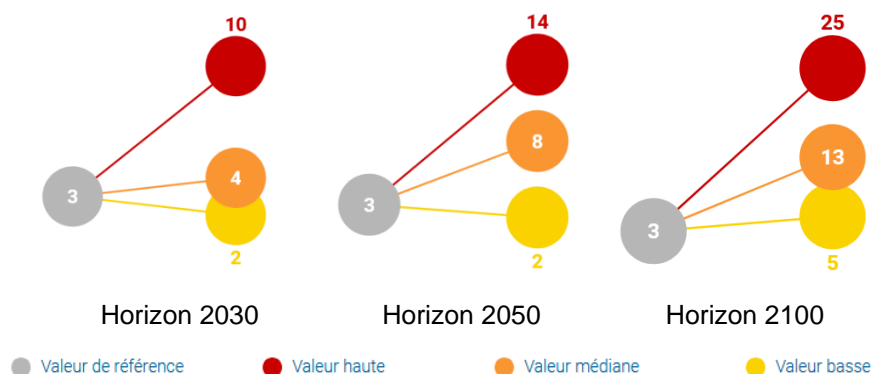 10
3
4
2
Horizon 2030
14
8
3
2
Horizon 2050
25
13
3
5
Horizon 2100
Valeur de référence
Valeur haute
Valeur médiane
Valeur basse